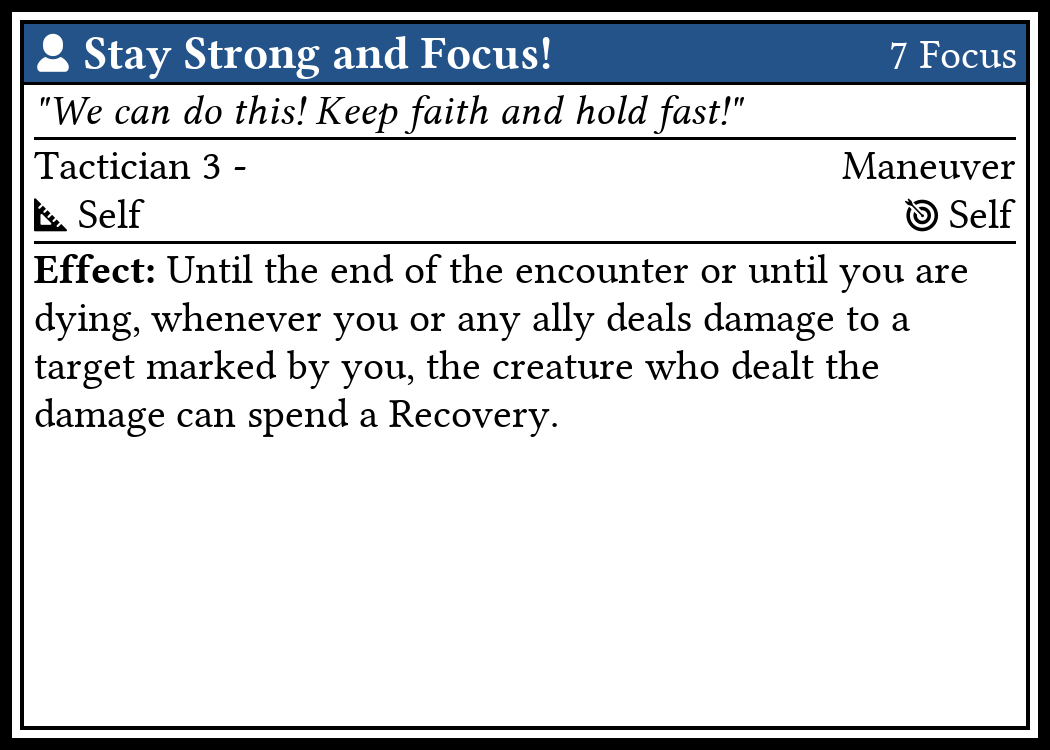 Stay Strong and Focus! 7 Focus
"We can do this! Keep faith and hold fast!"
Tactician 3 - Maneuver
Self Self
Effect: Until the end of the encounter or until you are
dying, whenever you or any ally deals damage to a
target marked by you, the creature who dealt the
damage can spend a Recovery.